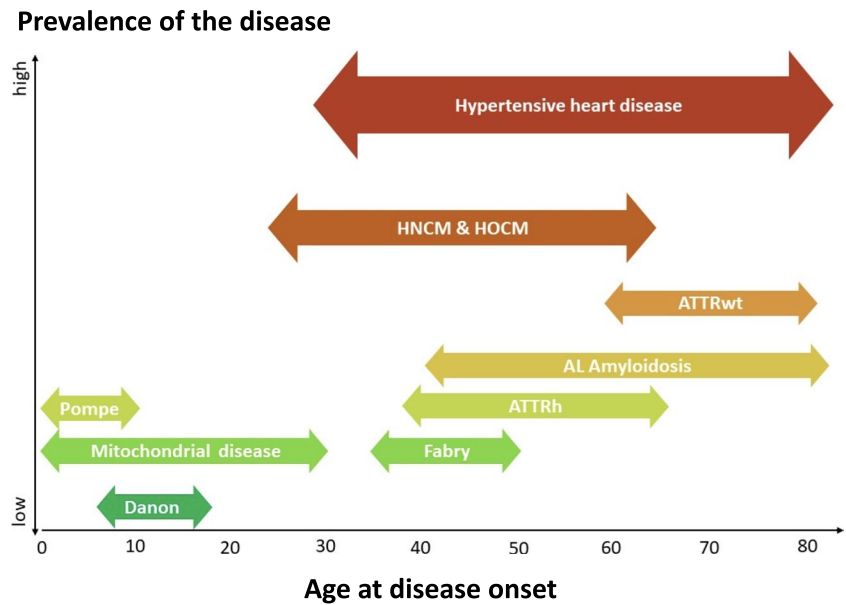 Prevalence of the disease
high
Hypertensive heart disease
HNCM & HOCM
ATTRwt
AL Amyloidosis
Pompe
ATTRh
Mitochondrial disease
Fabry
Danon
low
0 10 20 30 40 50 60 70 80
Age at disease onset